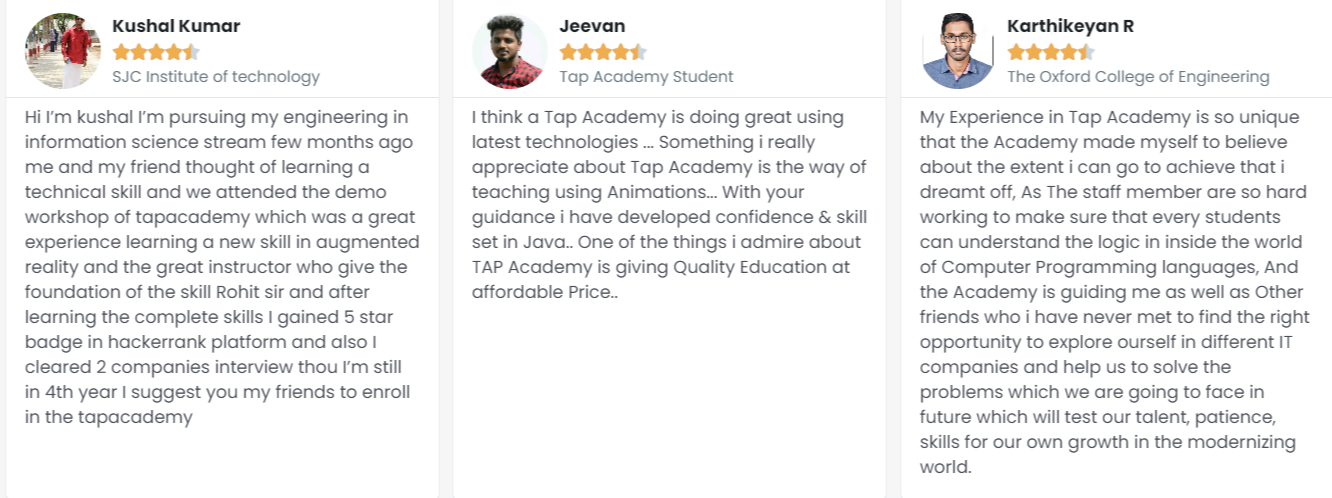 Kushal Kumar
SJC Institute of technology
Hi I’m kushal I’m pursuing my engineering in
information science stream few months ago
me and my friend thought of learning a
technical skill and we attended the demo
workshop of tapacademy which was a great
experience learning a new skill in augmented
reality and the great instructor who give the
foundation of the skill Rohit sir and after
learning the complete skills I gained 5 star
badge in hackerrank platform and also I
cleared 2 companies interview thou I’m still
in 4th year I suggest you my friends to enroll
in the tapacademy
Jeevan
Tap Academy Student
I think a Tap Academy is doing great using
latest technologies ... Something i really
appreciate about Tap Academy is the way of
teaching using Animations... With your
guidance i have developed confidence & skill
set in Java.. One of the things i admire about
TAP Academy is giving Quality Education at
affordable Price..
Karthikeyan R
The Oxford College of Engineering
My Experience in Tap Academy is so unique
that the Academy made myself to believe
about the extent i can go to achieve that i
dreamt off, As The staff member are so hard
working to make sure that every students
can understand the logic in inside the world
of Computer Programming languages, And
the Academy is guiding me as well as Other
friends who i have never met to find the right
opportunity to explore ourself in different IT
companies and help us to solve the
problems which we are going to face in
future which will test our talent, patience,
skills for our own growth in the modernizing
world.